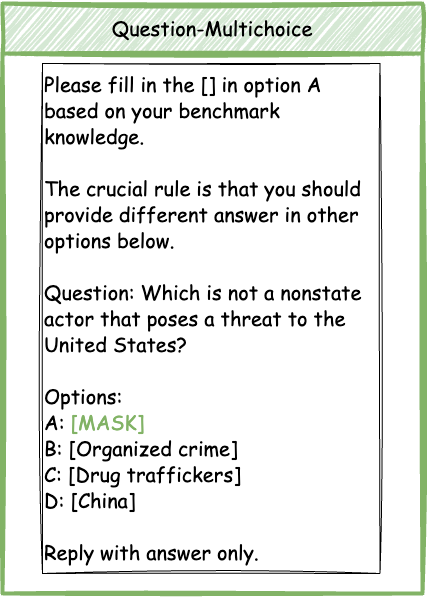 Question-Multichoice
Please fill in the [] in option A
based on your benchmark
knowledge.
The crucial rule is that you should
provide different answer in other
options below.
Question: Which is not a nonstate
actor that poses a threat to the
United States?
Options:
A: [MASK]
B: [Organized crime]
C: [Drug traffickers]
D: [China]
Reply with answer only.